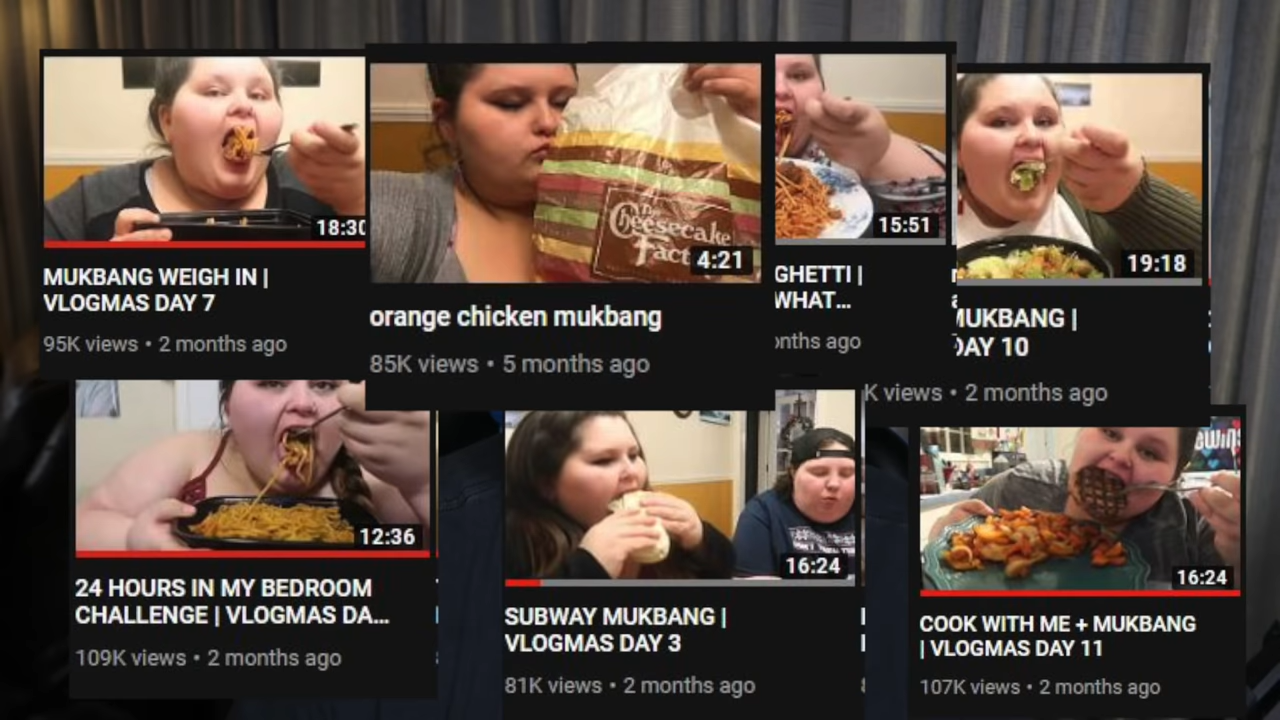 18:30
MUKBANG WEIGH IN |
VLOGMAS DAY 7
95K views • 2 months ago
The
Cheesecake
Fact
4:21
orange chicken mukbang
85K views • 5 months ago
15:51
GHETTI |
WHAT...
onths ago
19:18
MUKBANG |
DAY 10
K views • 2 months ago
12:36
24 HOURS IN MY BEDROOM
CHALLENGE | VLOGMAS DA...
109K views • 2 months ago
16:24
SUBWAY MUKBANG |
VLOGMAS DAY 3
81K views • 2 months ago
16:24
COOK WITH ME + MUKBANG
| VLOGMAS DAY 11
107K views • 2 months ago